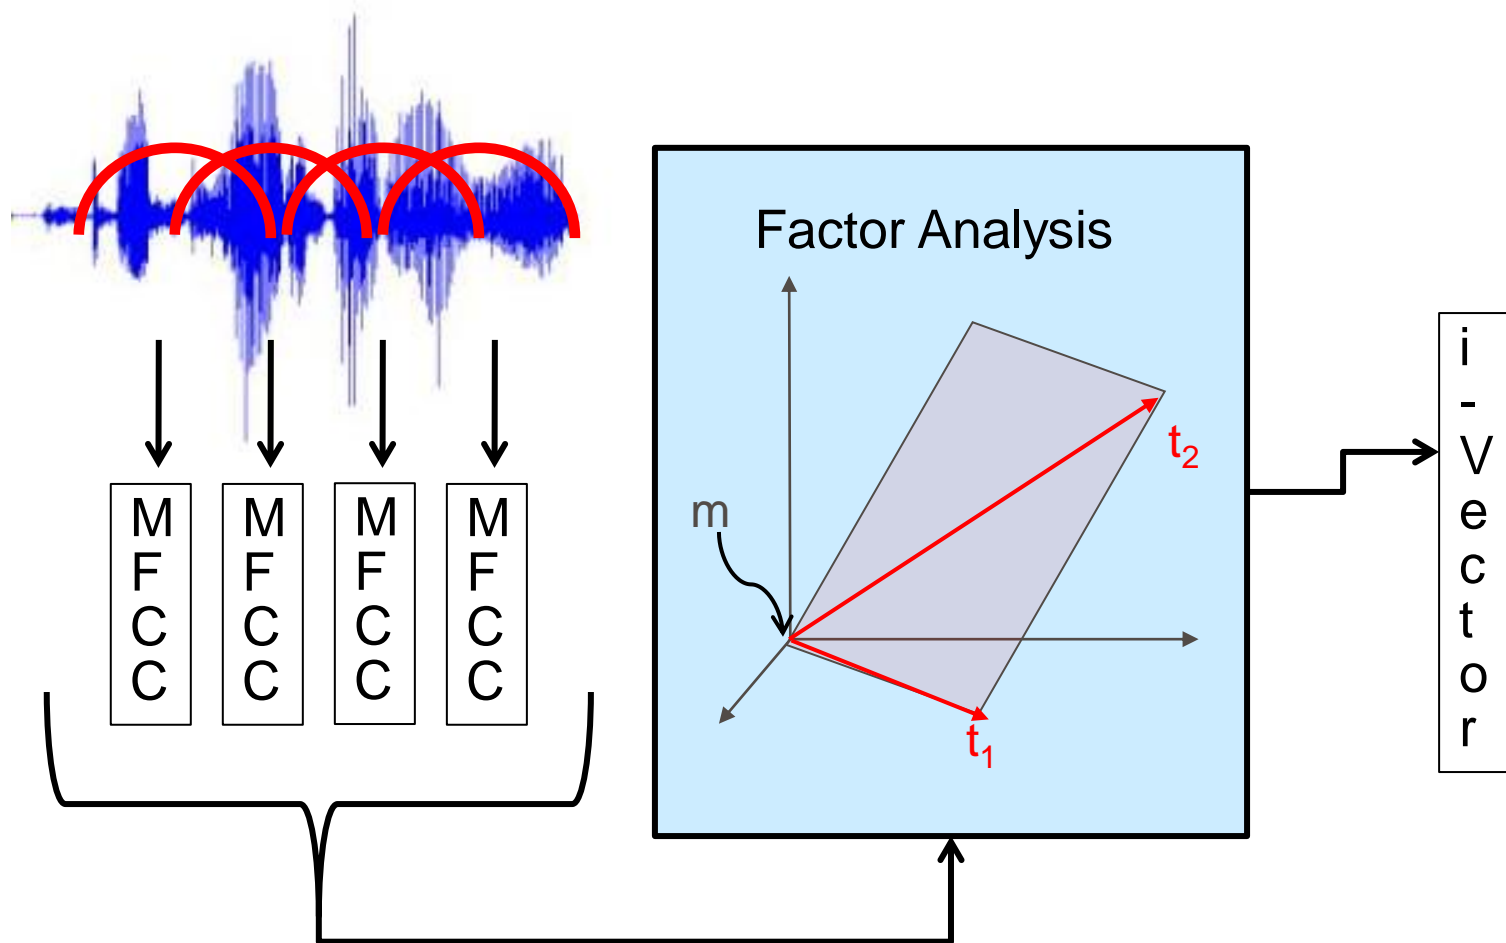 MFCC
MFCC
MFCC
MFCC
Factor Analysis
m
t₂
t₁
i-Vector